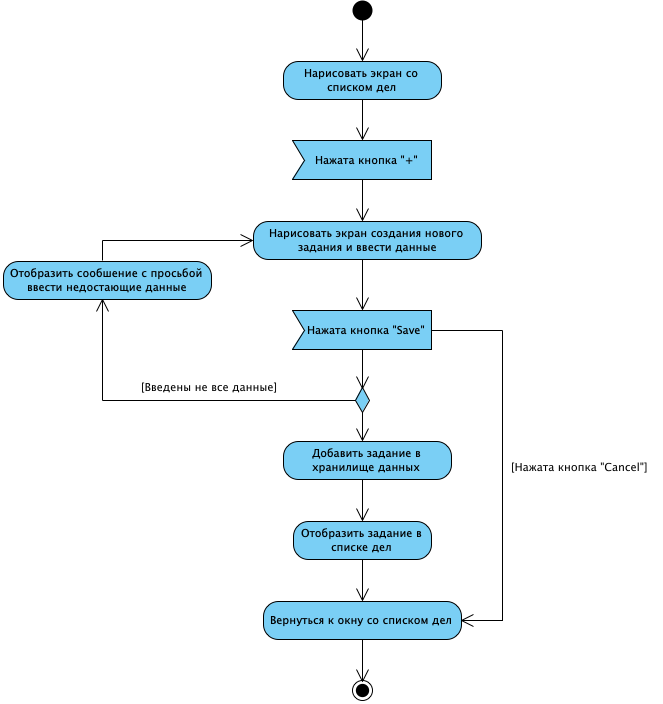 Нарисовать экран со
списком дел
Нажата кнопка "+"
Нарисовать экран создания нового
задания и ввести данные
Отобразить сообшение с просьбой
ввести недостающие данные
Нажата кнопка "Save"
[Введены не все данные]
Добавить задание в
хранилище данных
[Нажата кнопка "Cancel"]
Отобразить задание в
списке дел
Вернуться к окну со списком дел